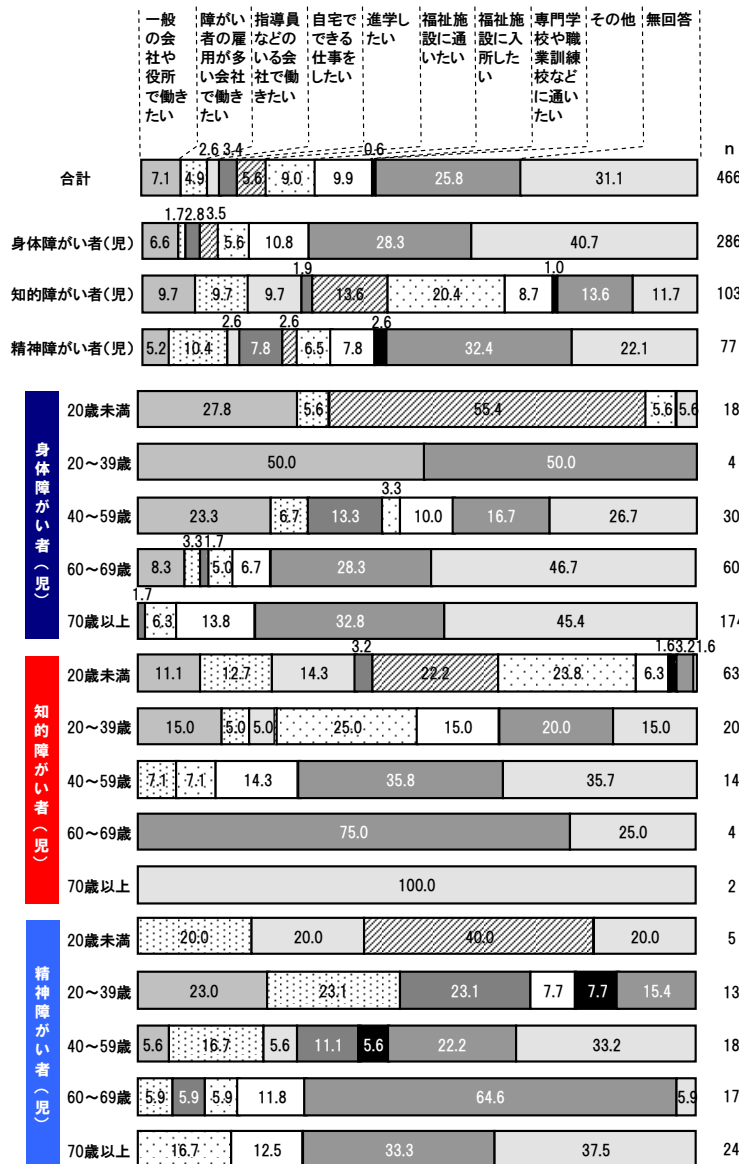 一般の会社や役所で働きたい
障がい者の雇用が多い会社で働きたい
指導員などのいる会社で働きたい
自宅でできる仕事をしたい
進学したい
福祉施設に通いたい
福祉施設に入所したい
専門学校や職業訓練校などに通いたい
その他
無回答
n
2.6 3.4 0.6
合計 7.1 4.9 5.6 9.0 9.9 25.8 31.1 466
1.7 2.8 3.5
身体障がい者(児) 6.6 5.6 10.8 28.3 40.7 286
1.9 1.0
知的障がい者(児) 9.7 9.7 9.7 13.6 20.4 8.7 13.6 11.7 103
2.6 2.6 2.6
精神障がい者(児) 5.2 10.4 7.8 6.5 7.8 32.4 22.1 77
身体障がい者(児)
20歳未満 27.8 5.6 55.4 5.6 5.6 18
20～39歳 50.0 50.0 4
3.3
40～59歳 23.3 6.7 13.3 10.0 16.7 26.7 30
3.3 1.7
60～69歳 8.3 5.0 6.7 28.3 46.7 60
1.7
70歳以上 6.3 13.8 32.8 45.4 174
知的障がい者(児)
3.2 1.6 3.2 1.6
20歳未満 11.1 12.7 14.3 22.2 23.8 6.3 63
20～39歳 15.0 5.0 5.0 25.0 15.0 20.0 15.0 20
40～59歳 7.1 7.1 14.3 35.8 35.7 14
60～69歳 75.0 25.0 4
70歳以上 100.0 2
精神障がい者(児)
20歳未満 20.0 20.0 40.0 20.0 5
20～39歳 23.0 23.1 23.1 7.7 7.7 15.4 13
40～59歳 5.6 16.7 5.6 11.1 5.6 22.2 33.2 18
60～69歳 5.9 5.9 5.9 11.8 64.6 5.9 17
70歳以上 16.7 12.5 33.3 37.5 24